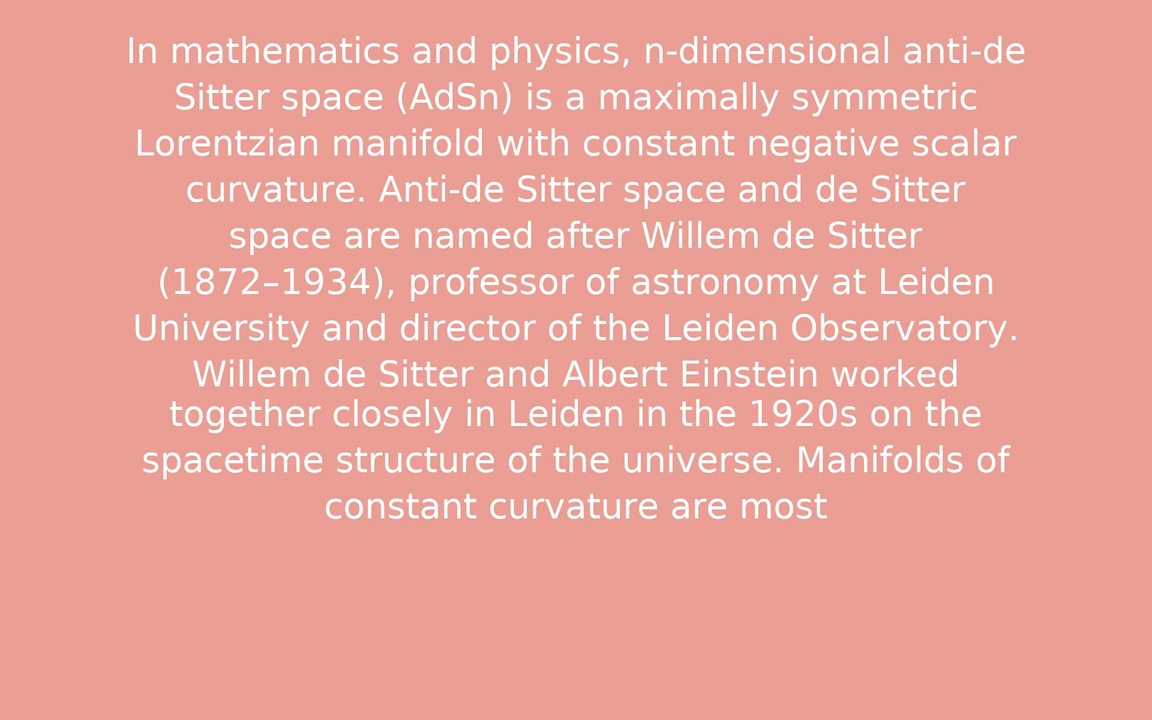 In mathematics and physics, n-dimensional anti-de
Sitter space (AdSn) is a maximally symmetric
Lorentzian manifold with constant negative scalar
curvature. Anti-de Sitter space and de Sitter
space are named after Willem de Sitter
(1872–1934), professor of astronomy at Leiden
University and director of the Leiden Observatory.
Willem de Sitter and Albert Einstein worked
together closely in Leiden in the 1920s on the
spacetime structure of the universe. Manifolds of
constant curvature are most